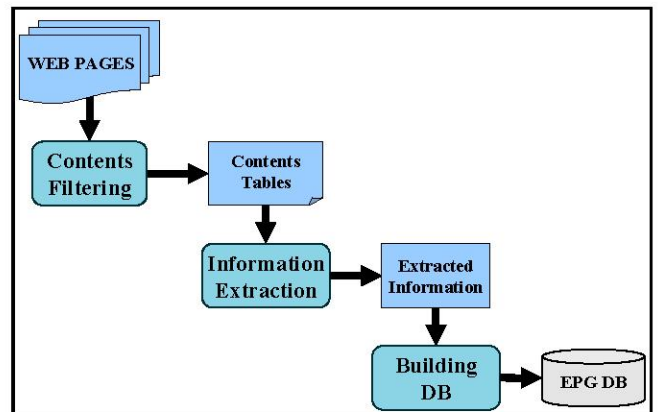 WEB PAGES
Contents
Filtering
Contents
Tables
Information
Extraction
Extracted
Information
Building
DB
EPG DB